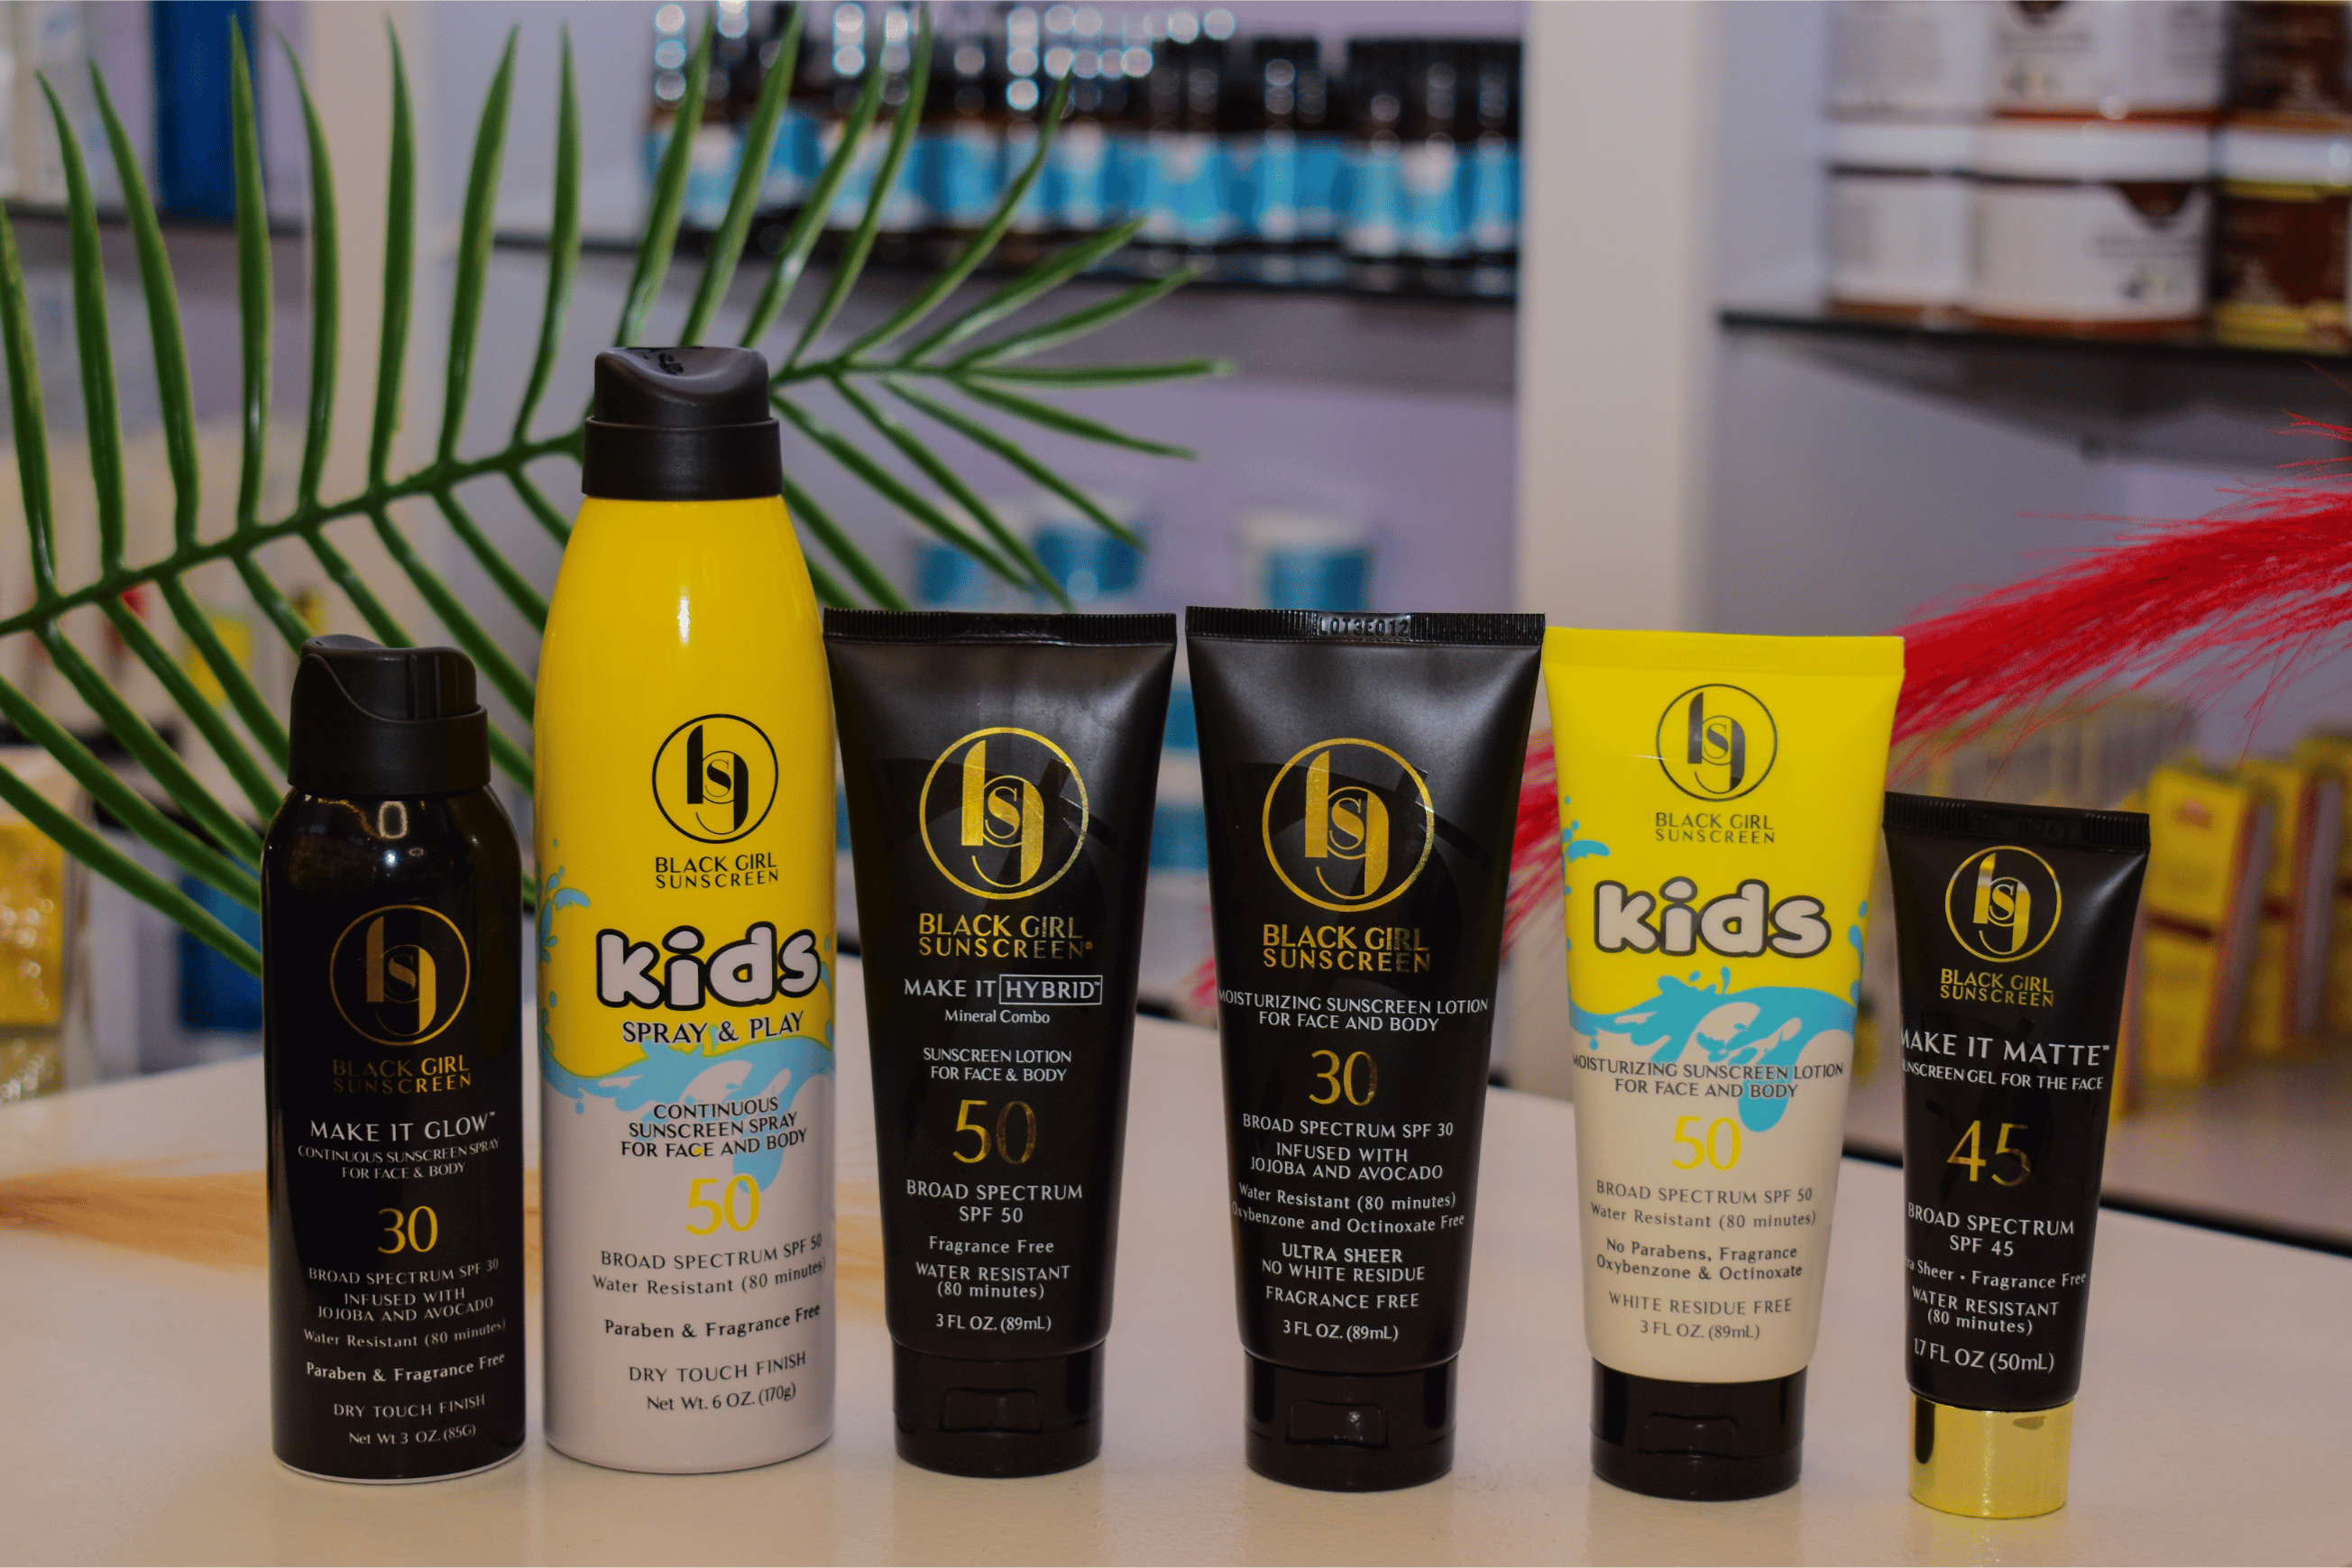 BLACK GIRL
SUNSCREEN
MAKE IT GLOW™
CONTINUOUS SUNSCREEN SPRAY
FOR FACE & BODY
30
BROAD SPECTRUM SPF 30
INFUSED WITH
JOJOBA AND AVOCADO
Water Resistant (80 minutes)
Paraben & Fragrance Free
DRY TOUCH FINISH
Net Wt 3 OZ. (85G)
BLACK GIRL
SUNSCREEN
kids
SPRAY & PLAY
CONTINUOUS
SUNSCREEN SPRAY
FOR FACE AND BODY
50
BROAD SPECTRUM SPF 50
Water Resistant (80 minutes)
Paraben & Fragrance Free
DRY TOUCH FINISH
Net Wt. 6 OZ. (170g)
BLACK GIRL
SUNSCREEN®
MAKE IT HYBRID™
Mineral Combo
SUNSCREEN LOTION
FOR FACE & BODY
50
BROAD SPECTRUM
SPF 50
Fragrance Free
WATER RESISTANT
(80 minutes)
3 FL OZ. (89mL)
LOT3E012
BLACK GIRL
SUNSCREEN
MOISTURIZING SUNSCREEN LOTION
FOR FACE AND BODY
30
BROAD SPECTRUM SPF 30
INFUSED WITH
JOJOBA AND AVOCADO
Water Resistant (80 minutes)
Oxybenzone and Octinoxate Free
ULTRA SHEER
NO WHITE RESIDUE
FRAGRANCE FREE
3 FL OZ. (89mL)
BLACK GIRL
SUNSCREEN
kids
MOISTURIZING SUNSCREEN LOTION
FOR FACE AND BODY
50
BROAD SPECTRUM SPF 50
Water Resistant (80 minutes)
No Parabens, Fragrance
Oxybenzone & Octinoxate
WHITE RESIDUE FREE
3 FL OZ. (89mL)
BLACK GIRL
SUNSCREEN
MAKE IT MATTE™
SUNSCREEN GEL FOR THE FACE
45
BROAD SPECTRUM
SPF 45
Sheer • Fragrance Free
WATER RESISTANT
(80 minutes)
1.7 FL OZ (50mL)